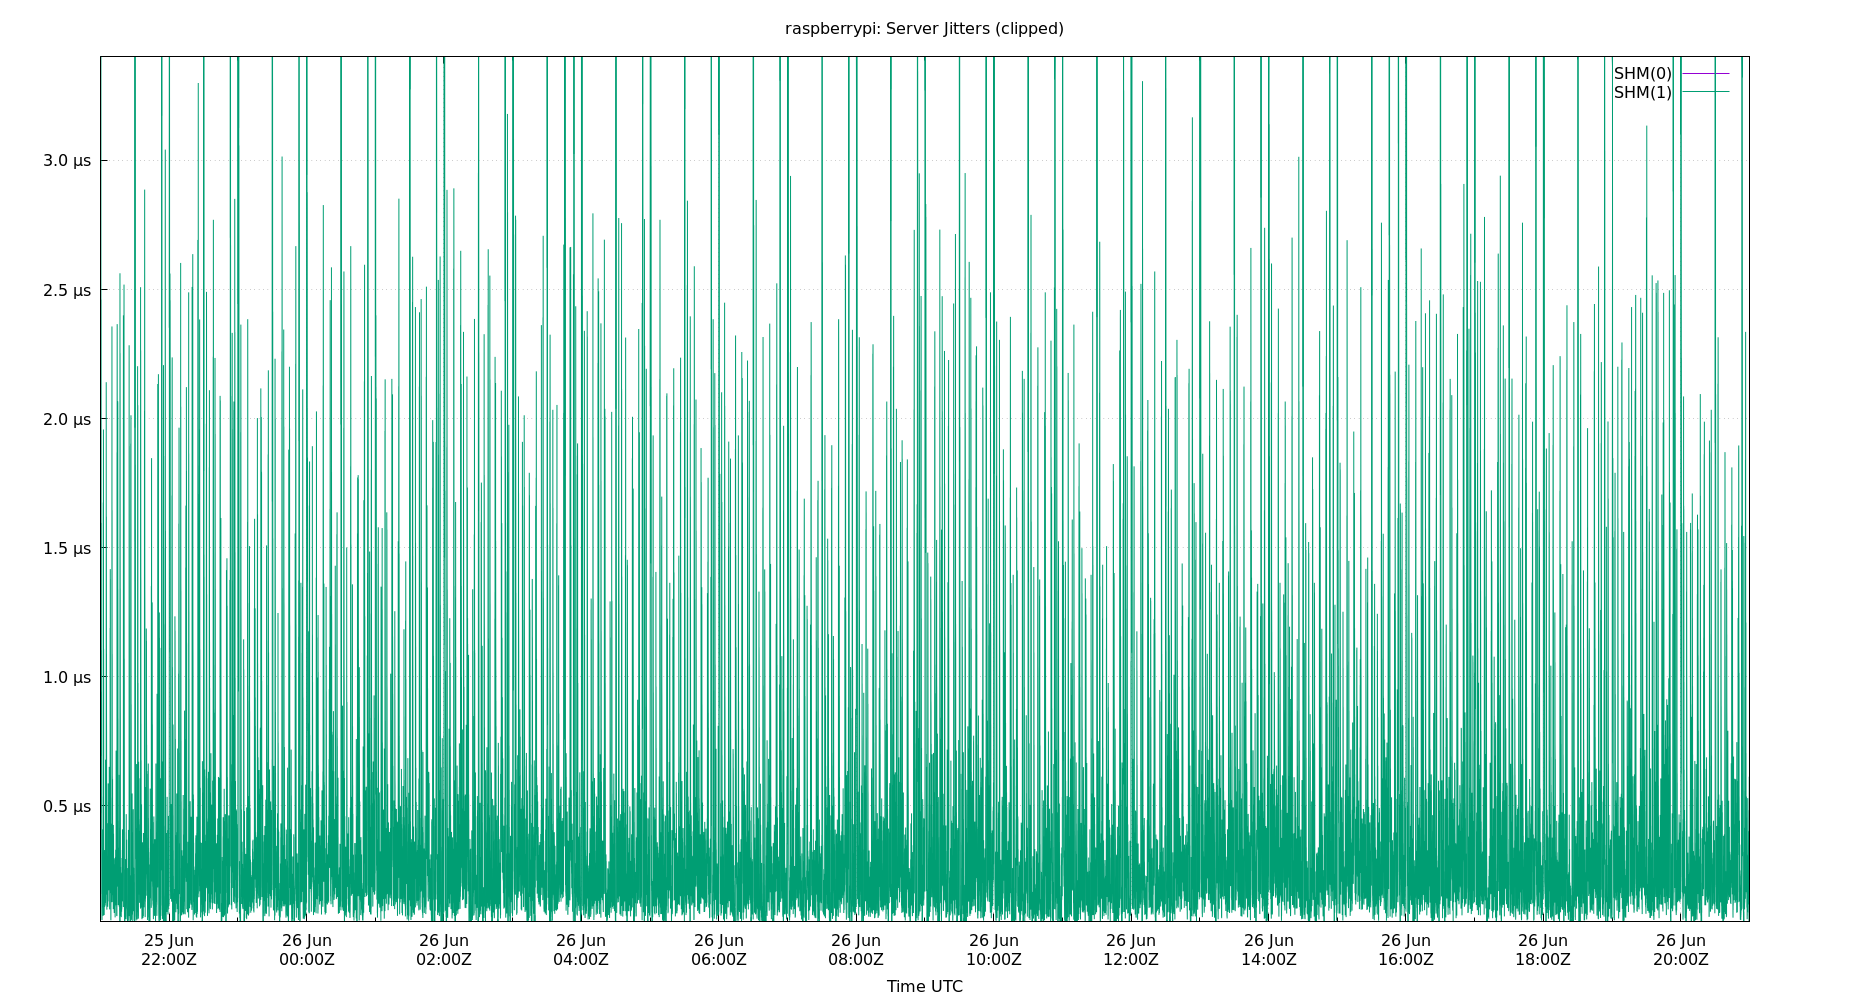 raspberrypi: Server Jitters (clipped)
SHM(0)
SHM(1)
3.0 µs
2.5 µs
2.0 µs
1.5 µs
1.0 µs
0.5 µs
25 Jun 26 Jun 26 Jun 26 Jun 26 Jun 26 Jun 26 Jun 26 Jun 26 Jun 26 Jun 26 Jun 26 Jun
22:00Z 00:00Z 02:00Z 04:00Z 06:00Z 08:00Z 10:00Z 12:00Z 14:00Z 16:00Z 18:00Z 20:00Z
Time UTC